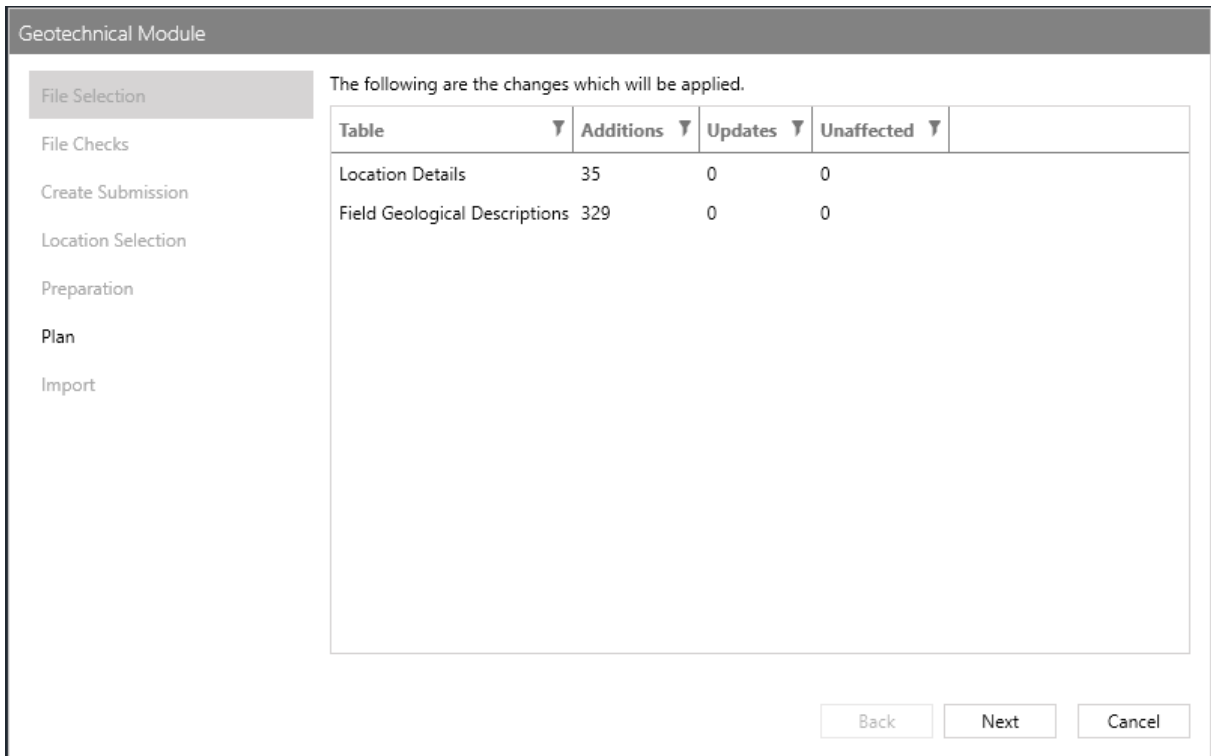 Geotechnical Module
File Selection
File Checks
Create Submission
Location Selection
Preparation
Plan
Import
The following are the changes which will be applied.
Table Additions Updates Unaffected
Location Details 35 0 0
Field Geological Descriptions 329 0 0
Back Next Cancel